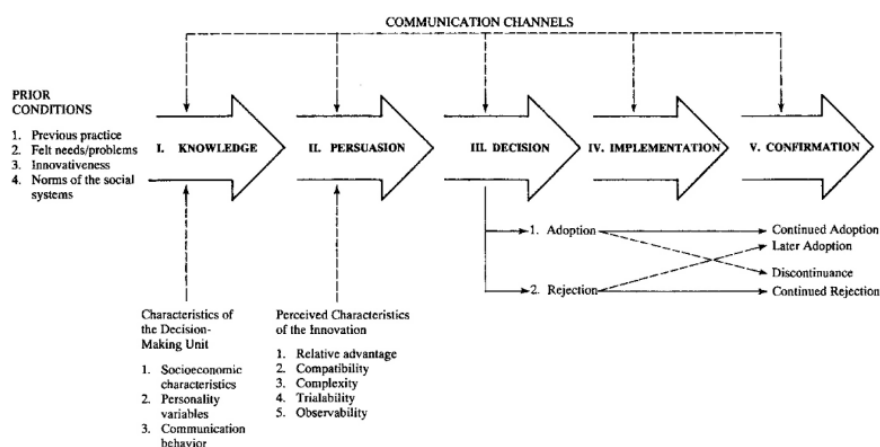 COMMUNICATION CHANNELS
PRIOR
CONDITIONS
1. Previous practice
2. Felt needs/problems
3. Innovativeness
4. Norms of the social
systems
I. KNOWLEDGE
II. PERSUASION
III. DECISION
IV. IMPLEMENTATION
V. CONFIRMATION
1. Adoption
2. Rejection
Continued Adoption
Later Adoption
Discontinuance
Continued Rejection
Characteristics of
the Decision-
Making Unit
1. Socioeconomic
characteristics
2. Personality
variables
3. Communication
behavior
Perceived Characteristics
of the Innovation
1. Relative advantage
2. Compatibility
3. Complexity
4. Trialability
5. Observability